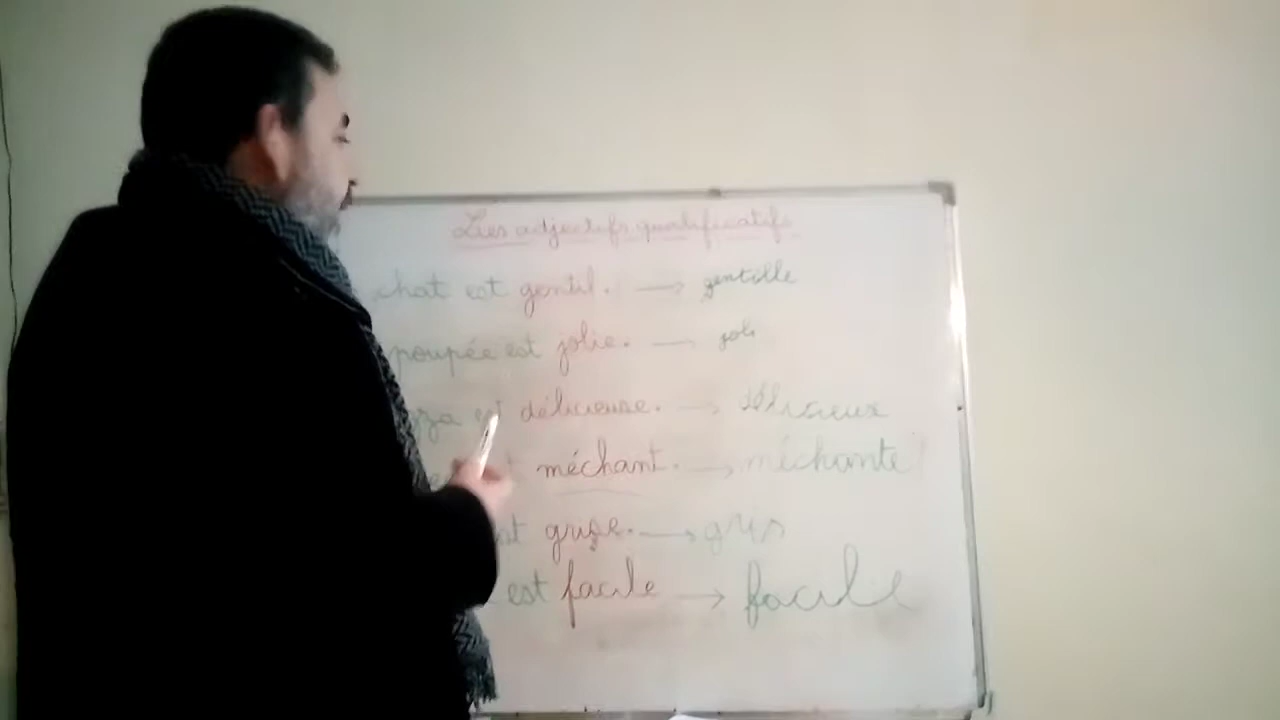 Les adjectifs qualificatifs
chat est gentil. → gentille
poupée est jolie. → joli
est délicieuse. → délicieux
méchant. → méchante
grise. → gris
est facile → facile